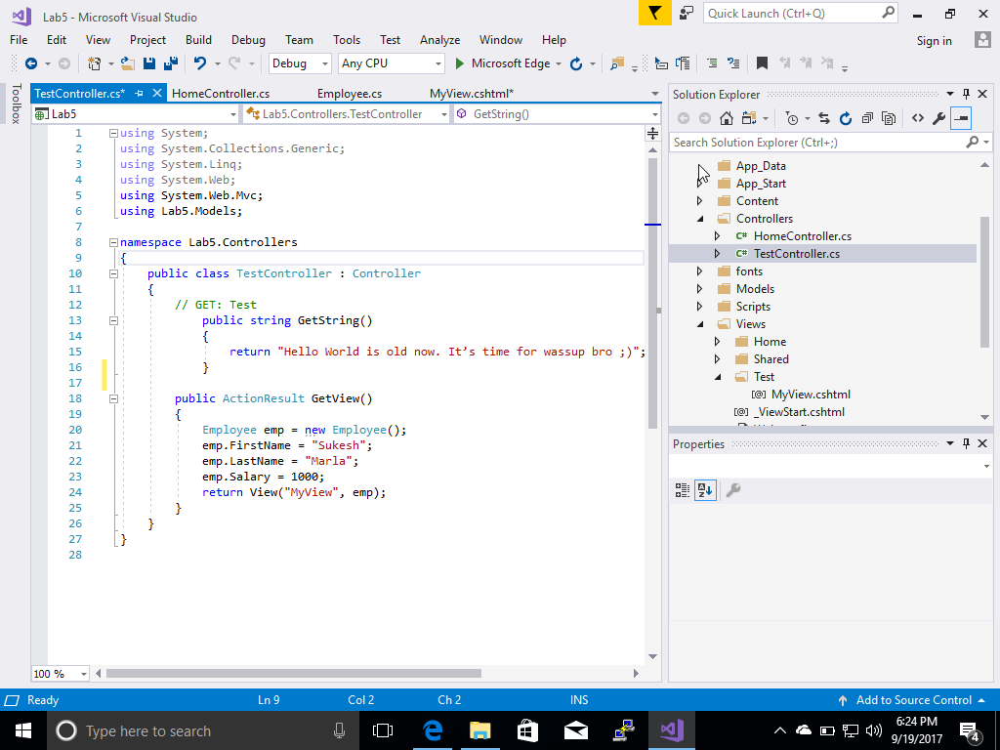 Lab5 - Microsoft Visual Studio
Quick Launch (Ctrl+Q)
File Edit View Project Build Debug Team Tools Test Analyze Window Help
Sign in
Debug Any CPU Microsoft Edge
Toolbox
TestController.cs* HomeController.cs Employee.cs MyView.cshtml*
Lab5 Lab5.Controllers.TestController GetString()
1 using System;
2 using System.Collections.Generic;
3 using System.Linq;
4 using System.Web;
5 using System.Web.Mvc;
6 using Lab5.Models;
7
8 namespace Lab5.Controllers
9 {
10 public class TestController : Controller
11 {
12 // GET: Test
13 public string GetString()
14 {
15 return "Hello World is old now. It’s time for wassup bro ;)";
16 }
17
18 public ActionResult GetView()
19 {
20 Employee emp = new Employee();
21 emp.FirstName = "Sukesh";
22 emp.LastName = "Marla";
23 emp.Salary = 1000;
24 return View("MyView", emp);
25 }
26 }
27 }
28
100 %
Solution Explorer
Search Solution Explorer (Ctrl+;)
App_Data
App_Start
Content
Controllers
C# HomeController.cs
C# TestController.cs
fonts
Models
Scripts
Views
Home
Shared
Test
[@] MyView.cshtml
[@] _ViewStart.cshtml
Properties
Ready Ln 9 Col 2 Ch 2 INS Add to Source Control
Type here to search
6:24 PM
9/19/2017
4